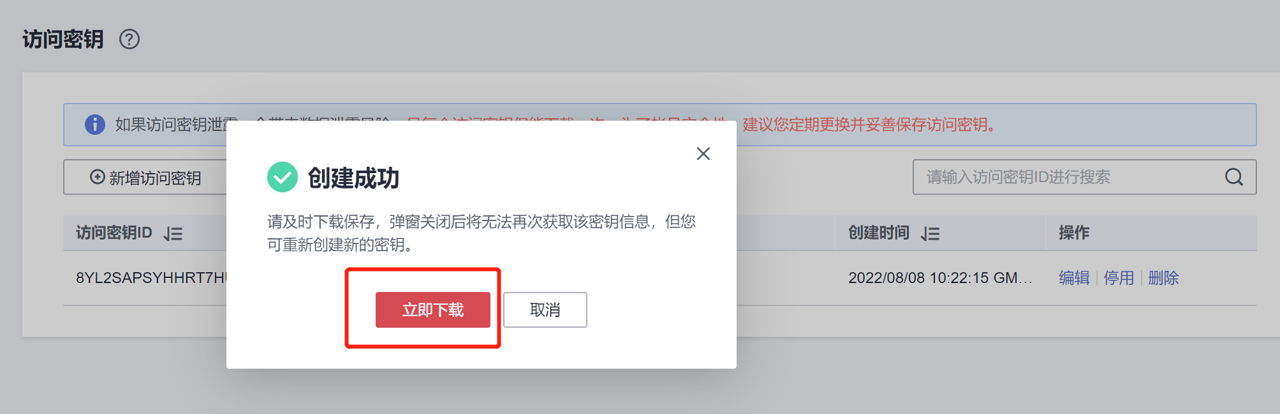 访问密钥
如果访问密钥泄露
建议您定期更换并妥善保存访问密钥。
新增访问密钥
请输入访问密钥ID进行搜索
创建成功
请及时下载保存，弹窗关闭后将无法再次获取该密钥信息，但您
可重新创建新的密钥。
立即下载
取消
访问密钥ID
创建时间
操作
8YL2SAPSYHHRT7H
2022/08/08 10:22:15 GM...
编辑
停用
删除